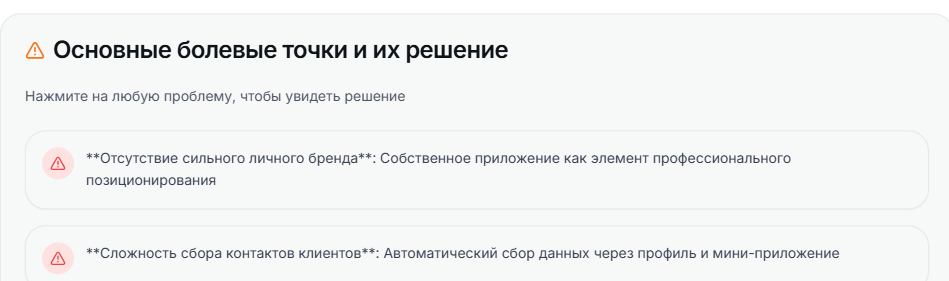 Основные болевые точки и их решение
Нажмите на любую проблему, чтобы увидеть решение
**Отсутствие сильного личного бренда**: Собственное приложение как элемент профессионального
позиционирования
**Сложность сбора контактов клиентов**: Автоматический сбор данных через профиль и мини-приложение